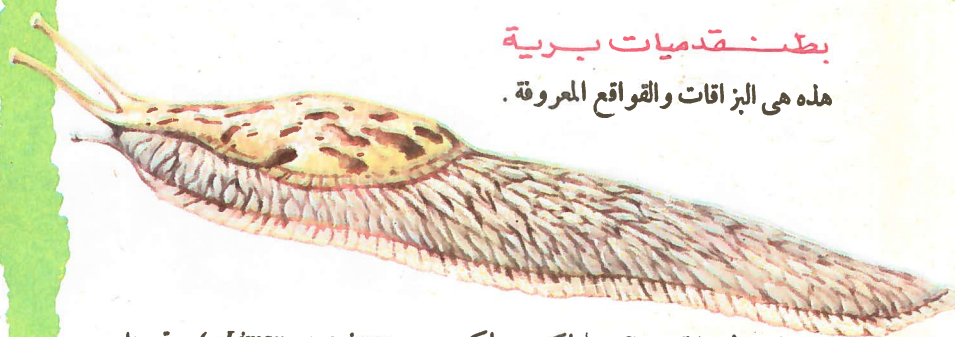 بطنقدميات برية
هذه هى البزاقات والقواقع المعروفة .